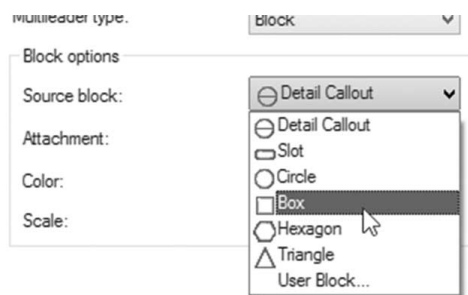 Multileader type: Block
Block options
Source block: Detail Callout
Detail Callout
Attachment:
Slot
Circle
Color:
Box
Scale:
Hexagon
Triangle
User Block...